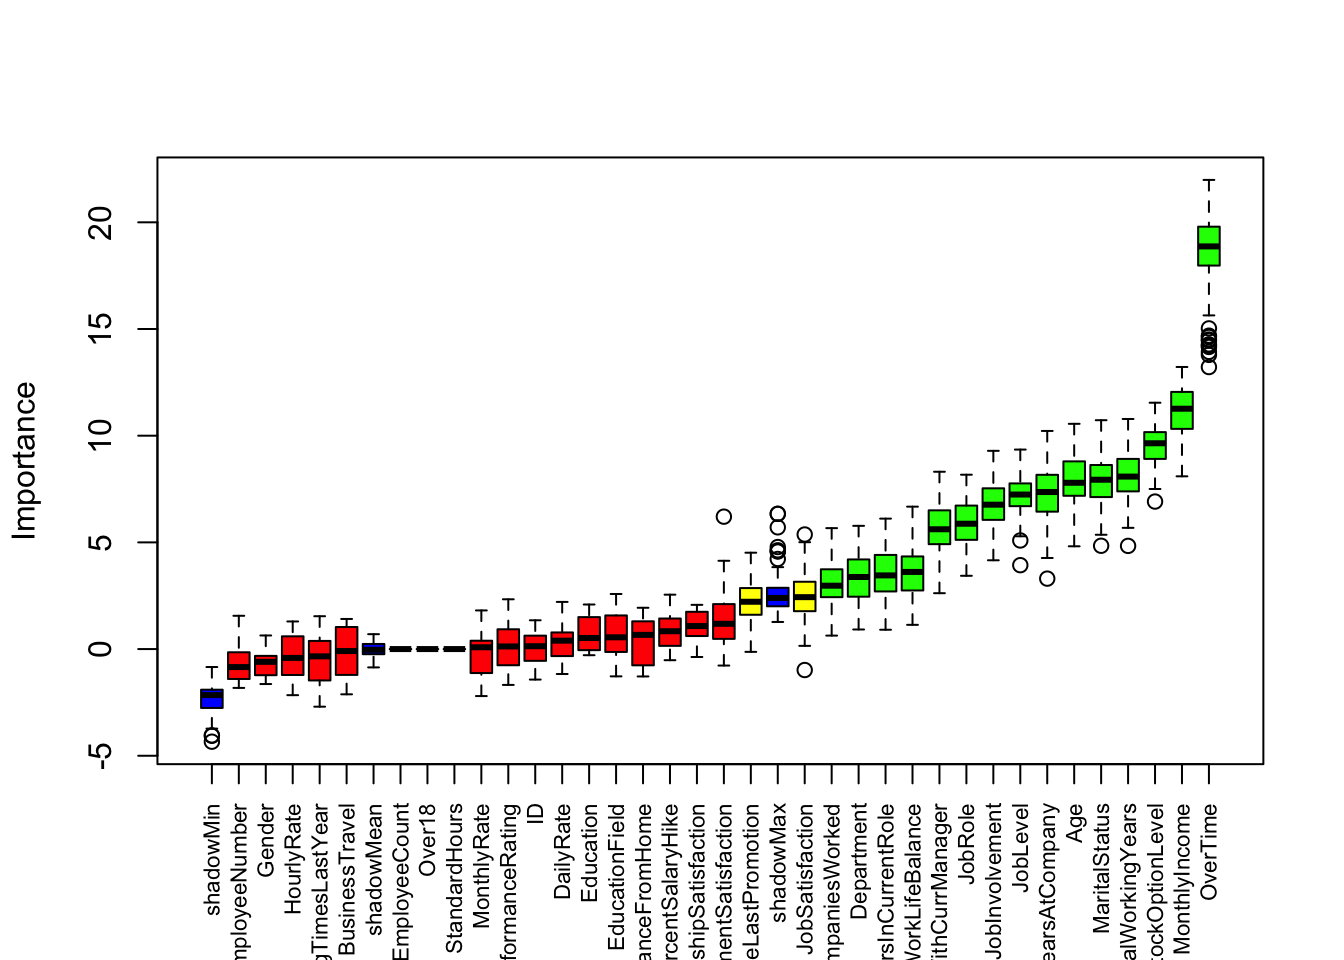 Importance
20
15
10
5
0
-5
shadowMin
mployeeNumber
Gender
HourlyRate
gTimesLastYear
BusinessTravel
shadowMean
EmployeeCount
Over18
StandardHours
MonthlyRate
formanceRating
ID
DailyRate
Education
EducationField
anceFromHome
rcentSalaryHike
shipSatisfaction
mentSatisfaction
eLastPromotion
shadowMax
JobSatisfaction
mpaniesWorked
Department
rsInCurrentRole
WorkLifeBalance
ithCurrManager
JobRole
JobInvolvement
JobLevel
earsAtCompany
Age
MaritalStatus
alWorkingYears
ockOptionLevel
MonthlyIncome
OverTime